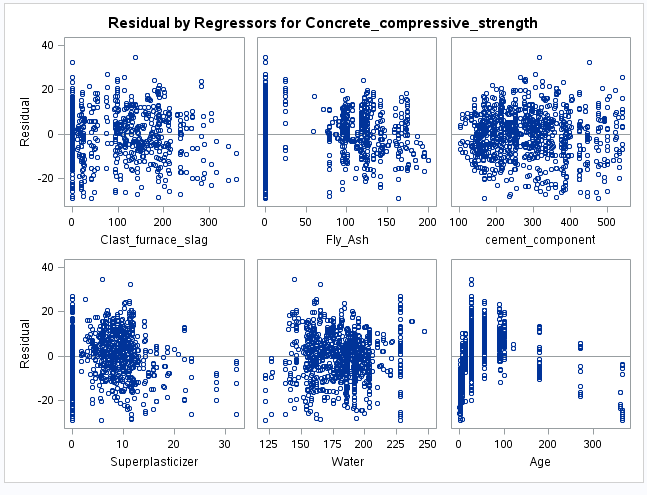 Residual by Regressors for Concrete_compressive_strength
Residual
40
20
0
-20
0 100 200 300
Clast_furnace_slag
0 50 100 150 200
Fly_Ash
100 200 300 400 500
cement_component
Residual
40
20
0
-20
0 10 20 30
Superplasticizer
125 150 175 200 225 250
Water
0 100 200 300
Age